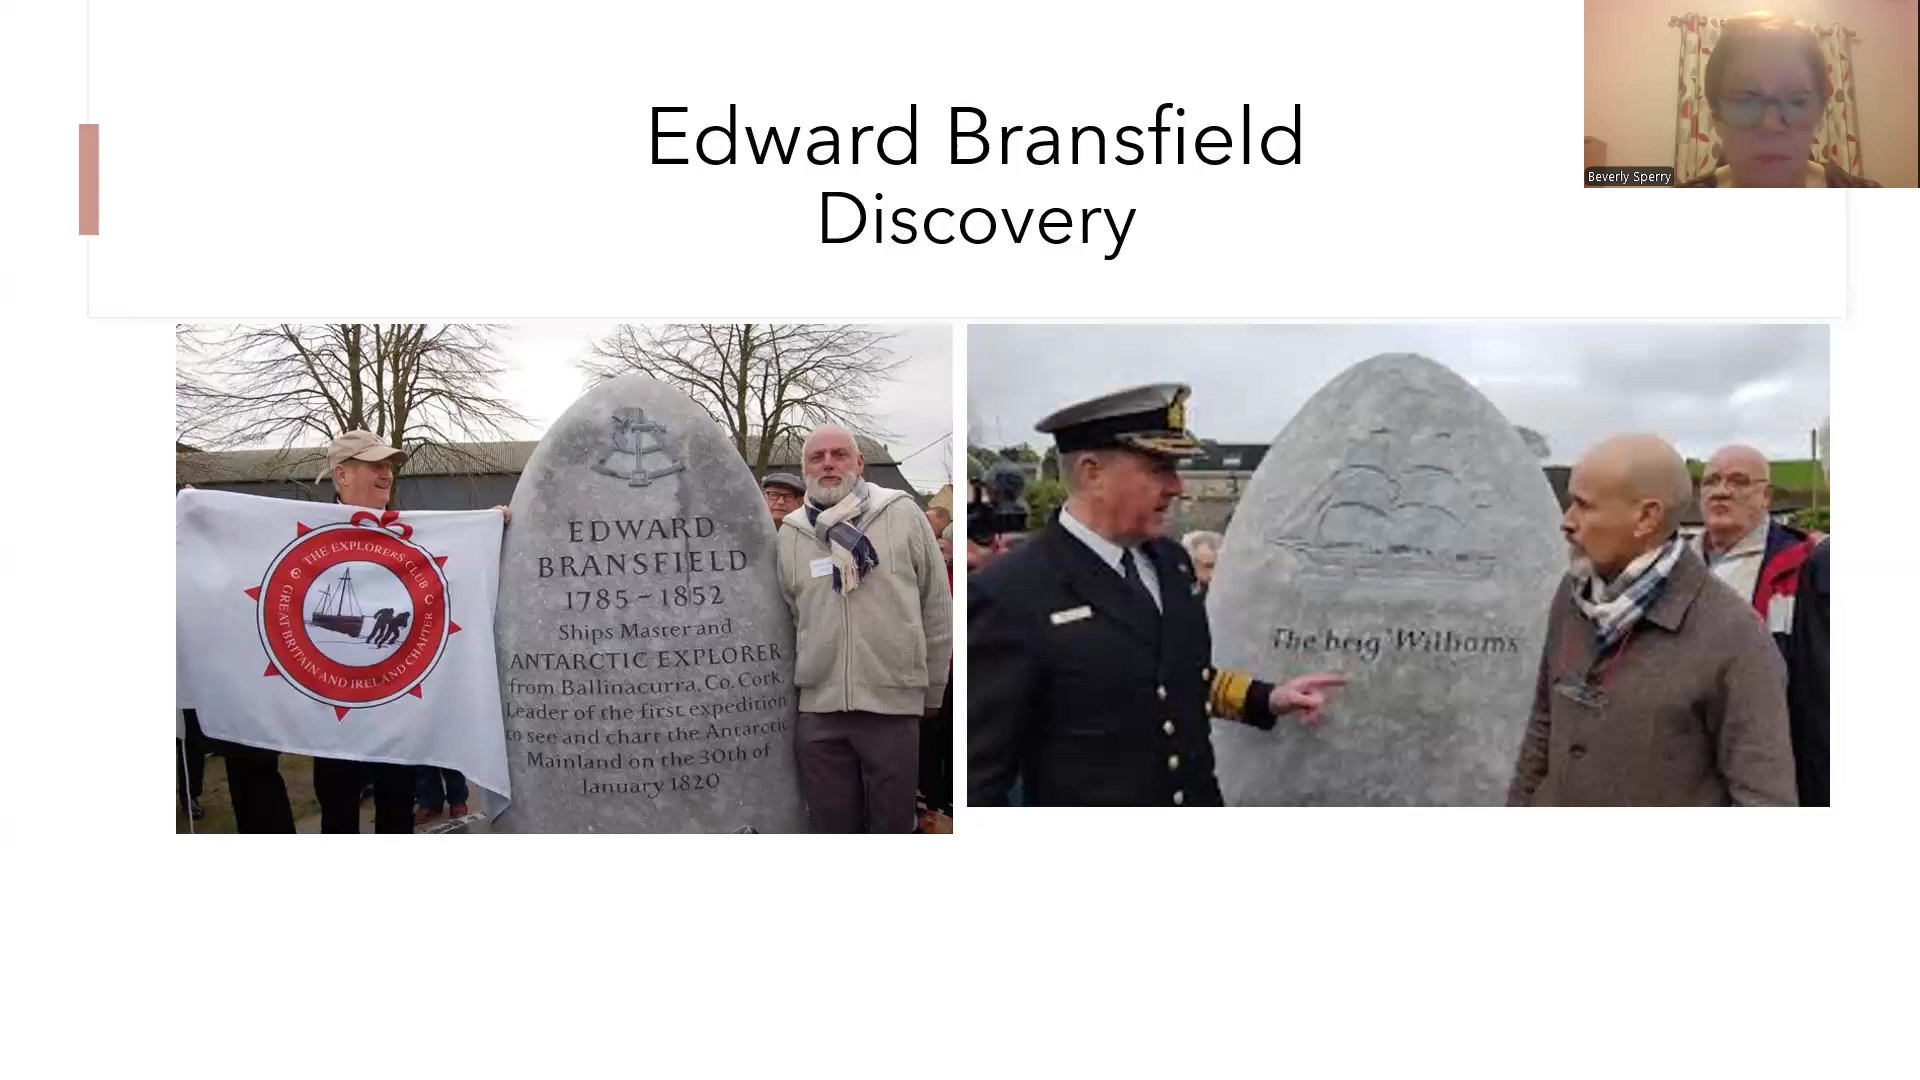 Edward Bransfield
Discovery
Beverly Sperry
THE EXPLORERS CLUB
GREAT BRITAIN AND IRELAND CHAPTER
EDWARD
BRANSFIELD
1785 - 1852
Ships Master and
ANTARCTIC EXPLORER
from Ballinacurra, Co. Cork.
Leader of the first expedition
to see and chart the Antarctic
Mainland on the 30th of
January 1820
The brig 'Williams'